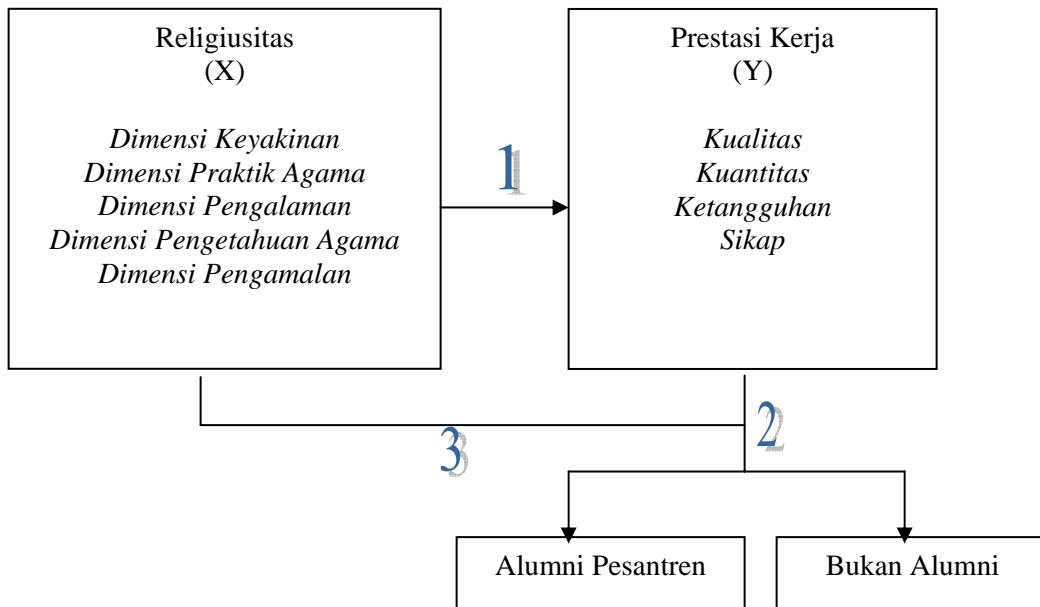 Religiusitas
(X)
Dimensi Keyakinan
Dimensi Praktik Agama
Dimensi Pengalaman
Dimensi Pengetahuan Agama
Dimensi Pengamalan
1
Prestasi Kerja
(Y)
Kualitas
Kuantitas
Ketangguhan
Sikap
2
3
Alumni Pesantren
Bukan Alumni